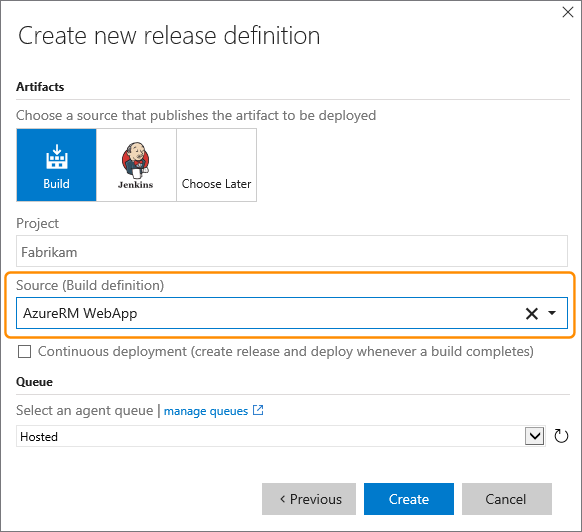 Create new release definition
Artifacts
Choose a source that publishes the artifact to be deployed
Build
Jenkins
Choose Later
Project
Fabrikam
Source (Build definition)
AzureRM WebApp
Continuous deployment (create release and deploy whenever a build completes)
Queue
Select an agent queue | manage queues
Hosted
Previous
Create
Cancel